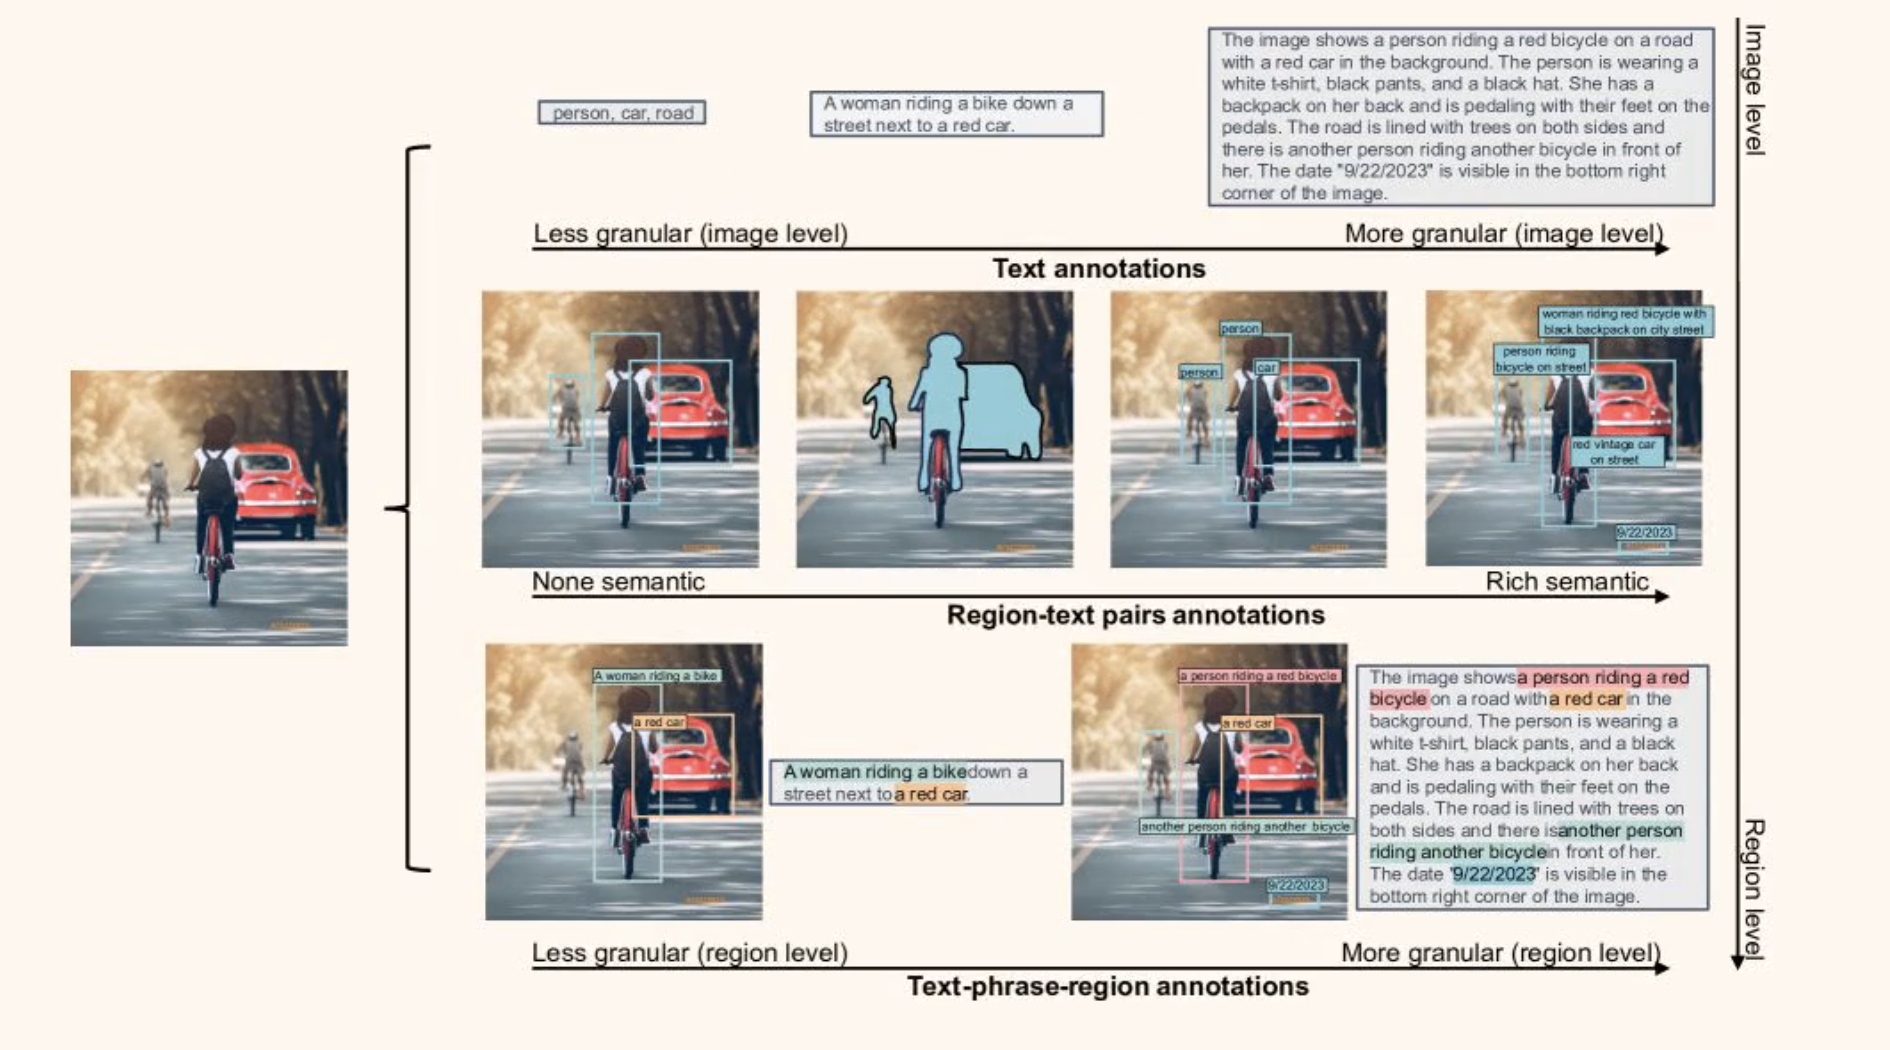 person, car, road
A woman riding a bike down a
street next to a red car.
The image shows a person riding a red bicycle on a road
with a red car in the background. The person is wearing a
white t-shirt, black pants, and a black hat. She has a
backpack on her back and is pedaling with their feet on the
pedals. The road is lined with trees on both sides and
there is another person riding another bicycle in front of
her. The date "9/22/2023" is visible in the bottom right
corner of the image.
Image level
Less granular (image level)
More granular (image level)
Text annotations
person
person
car
woman riding red bicycle with
black backpack on city street
person riding
bicycle on street
red vintage car
on street
9/22/2023
None semantic
Rich semantic
Region-text pairs annotations
A woman riding a bike
a red car
A woman riding a bikedown a
street next toa red car.
a person riding a red bicycle
a red car
another person riding another bicycle
9/22/2023
The image showsa person riding a red
bicycle on a road witha red car in the
background. The person is wearing a
white t-shirt, black pants, and a black
hat. She has a backpack on her back
and is pedaling with their feet on the
pedals. The road is lined with trees on
both sides and there isanother person
riding another bicyclein front of her.
The date '9/22/2023' is visible in the
bottom right corner of the image.
Region level
Less granular (region level)
More granular (region level)
Text-phrase-region annotations